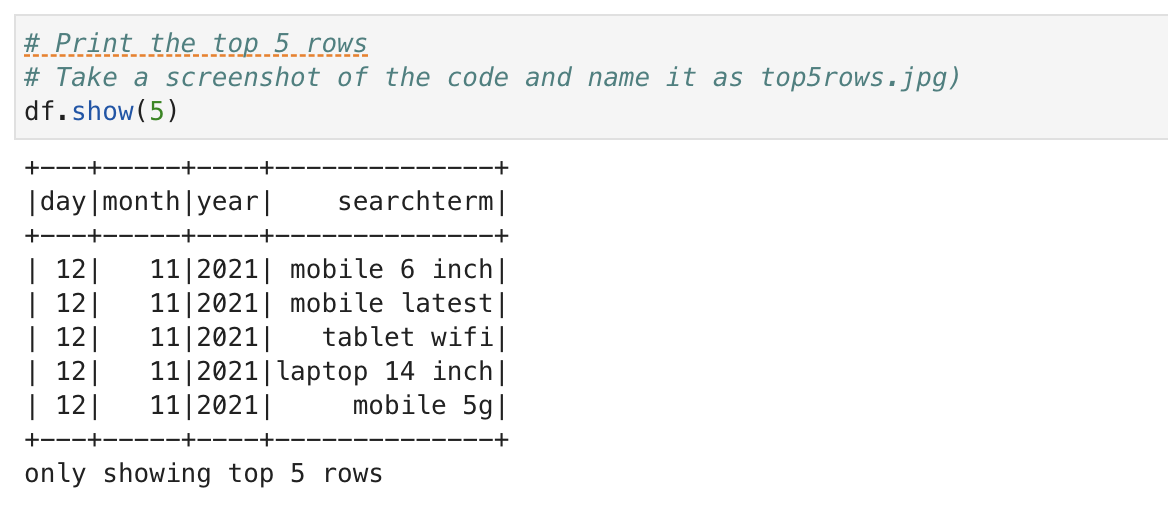 # Print the top 5 rows
# Take a screenshot of the code and name it as top5rows.jpg)
df.show(5)
+---+-----+----+--------------+
|day|month|year|    searchterm|
+---+-----+----+--------------+
| 12|   11|2021| mobile 6 inch|
| 12|   11|2021| mobile latest|
| 12|   11|2021|   tablet wifi|
| 12|   11|2021|laptop 14 inch|
| 12|   11|2021|     mobile 5g|
+---+-----+----+--------------+
only showing top 5 rows